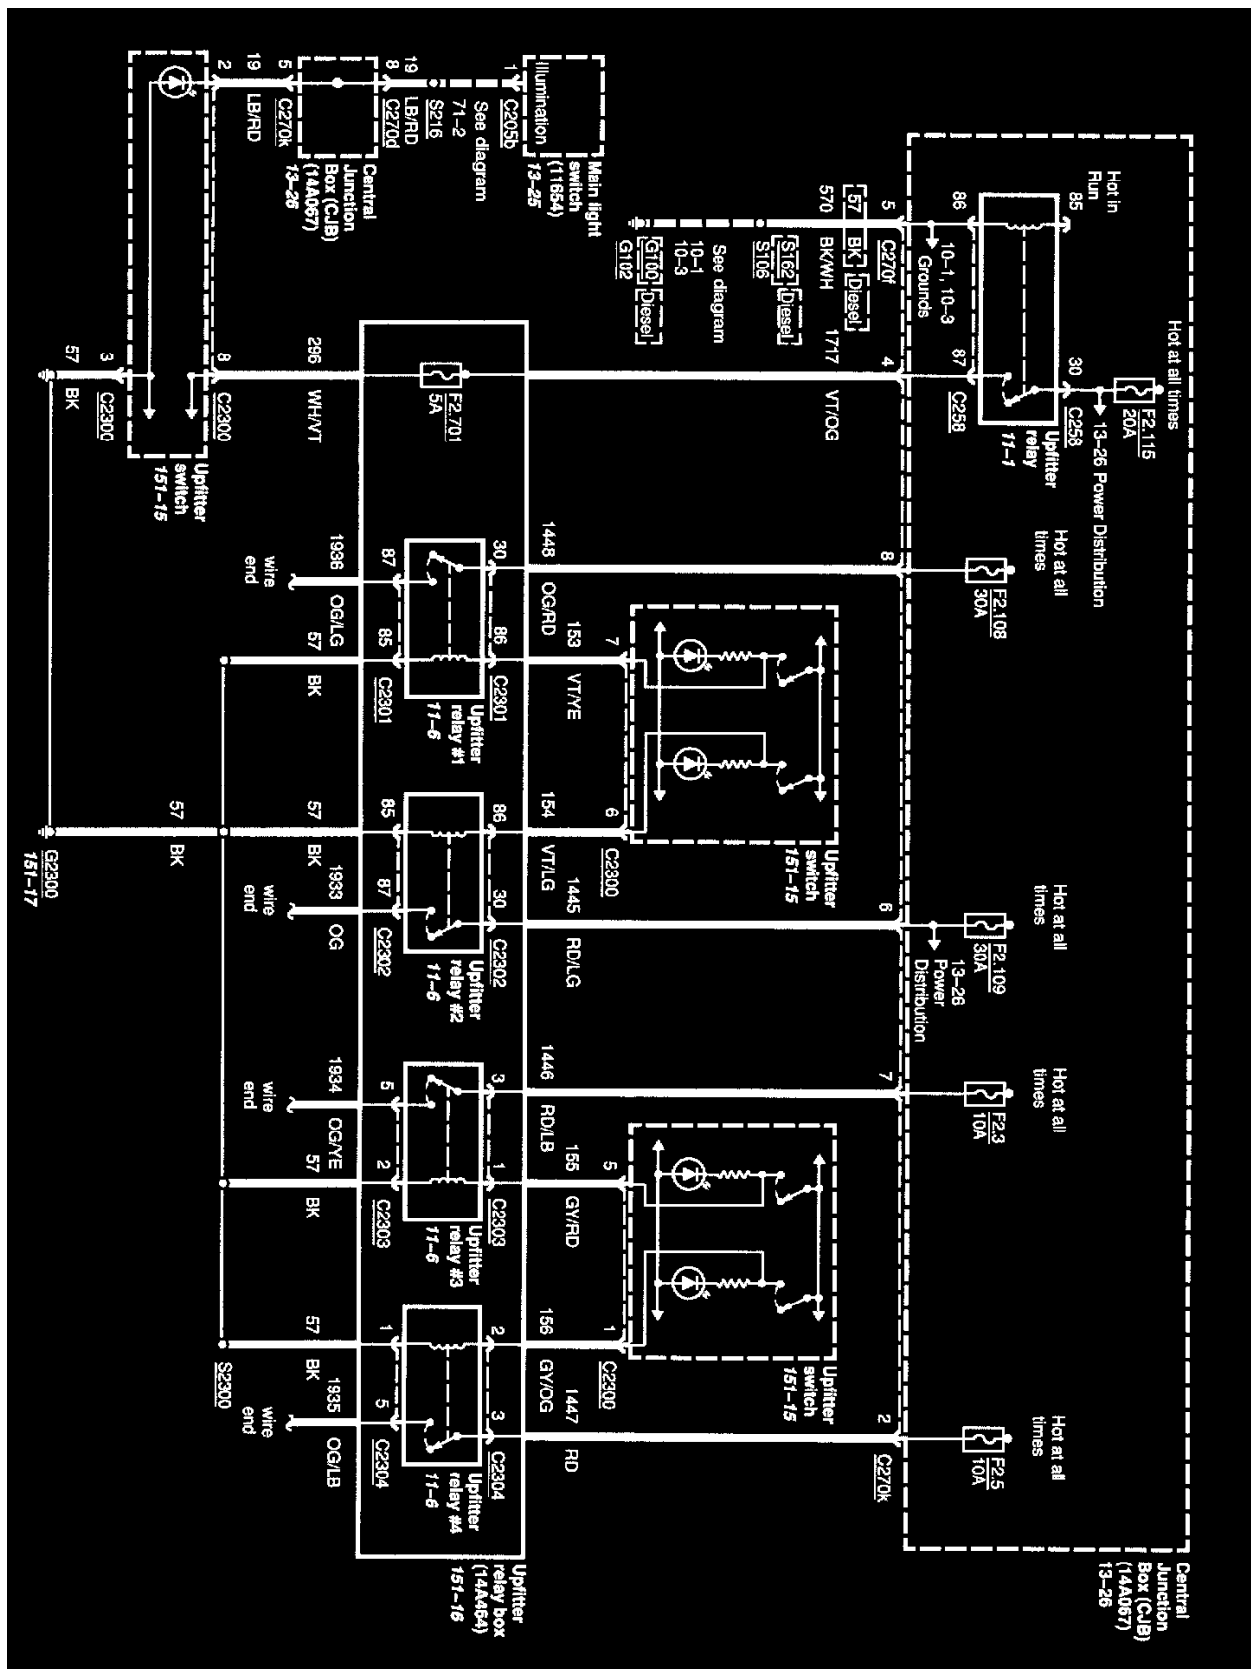 Hot at all times
F2.115
20A
13–26 Power Distribution
Hot in
Run
85
30
C258
Upfitter
relay
11–1
86
87
C258
10–1, 10–3
Grounds
5
C270f
4
57
BK
Diesel
570
BK/WH
1717
VT/OG
S162
Diesel
S106
See diagram
10–1
10–3
G100
Diesel
G102
Hot at all
times
F2.108
30A
8
Hot at all
times
F2.109
30A
13–26
Power
Distribution
6
Hot at all
times
F2.3
10A
7
Hot at all
times
F2.5
10A
2
C270k
Central
Junction
Box (CJB)
(14A067)
13–26
Main light
switch
(11654)
13–25
Illumination
1
C205b
See diagram
71–2
S216
19
LB/RD
8
C270d
Central
Junction
Box (CJB)
(14A067)
13–26
5
C270k
19
LB/RD
2
Upfitter
switch
151–15
Upfitter
switch
151–15
7
6
C2300
5
1
C2300
1448
OG/RD
153
VT/YE
154
VT/LG
1445
RD/LG
1446
RD/LB
155
GY/RD
156
GY/OG
1447
RD
F2.701
5A
30
86
C2301
Upfitter
relay #1
11–6
87
85
C2301
86
30
C2302
Upfitter
relay #2
11–6
85
87
C2302
3
1
C2303
Upfitter
relay #3
11–6
5
2
C2303
2
3
C2304
Upfitter
relay #4
11–6
1
5
C2304
Upfitter
relay box
(14A464)
151–16
296
WH/VT
1936
OG/LG
57
BK
57
BK
1933
OG
1934
OG/YE
57
BK
57
BK
1935
OG/LB
wire
end
wire
end
wire
end
wire
end
8
C2300
Upfitter
switch
151–15
3
C2300
57
BK
57
BK
S2300
G2300
151–17